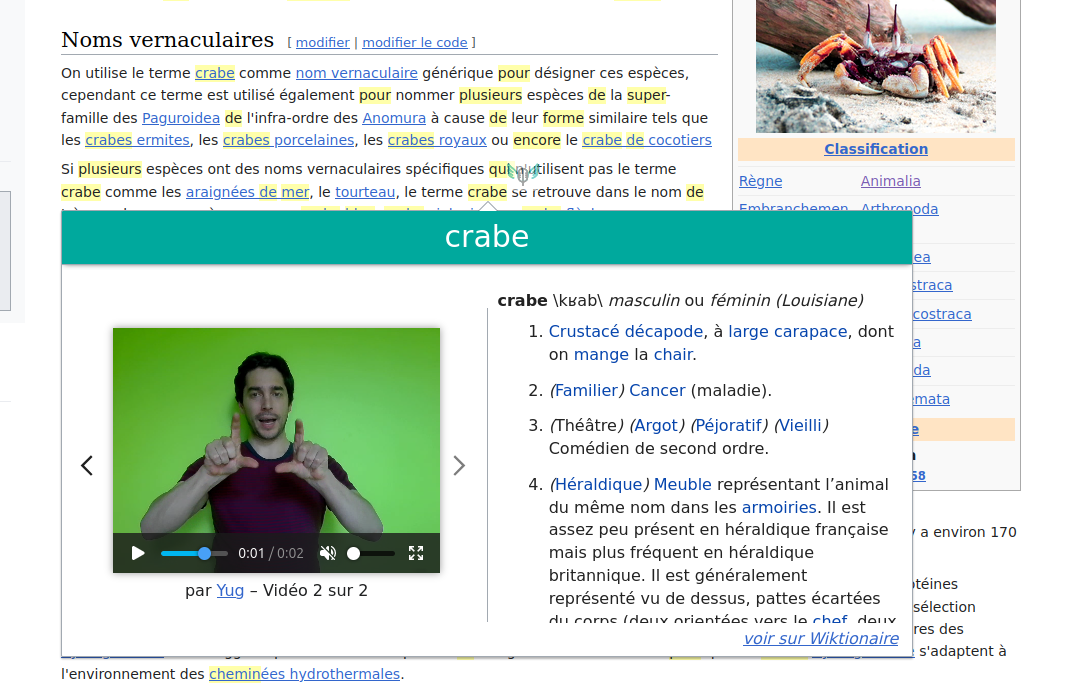 Noms vernaculaires [ modifier | modifier le code ]
On utilise le terme crabe comme nom vernaculaire générique pour désigner ces espèces,
cependant ce terme est utilisé également pour nommer plusieurs espèces de la super-
famille des Paguroidea de l'infra-ordre des Anomura à cause de leur forme similaire tels que
les crabes ermites, les crabes porcelaines, les crabes royaux ou encore le crabe de cocotiers
Si plusieurs espèces ont des noms vernaculaires spécifiques qui utilisent pas le terme
crabe comme les araignées de mer, le tourteau, le terme crabe se retrouve dans le nom de
Classification
Règne Animalia
Embranchemen Arthropoda
ea
straca
costraca
a
da
emata
e
58
crabe
crabe \kʁab\ masculin ou féminin (Louisiane)
1. Crustacé décapode, à large carapace, dont
on mange la chair.
2. (Familier) Cancer (maladie).
3. (Théâtre) (Argot) (Péjoratif) (Vieilli)
Comédien de second ordre.
4. (Héraldique) Meuble représentant l’animal
du même nom dans les armoiries. Il est
assez peu présent en héraldique française
mais plus fréquent en héraldique
britannique. Il est généralement
représenté vu de dessus, pattes écartées
du corps (deux orientées vers le chef, deux
0:01 / 0:02
par Yug – Vidéo 2 sur 2
voir sur Wiktionaire
y a environ 170
otéines
sélection
res des
s'adaptent à
l'environnement des cheminées hydrothermales.